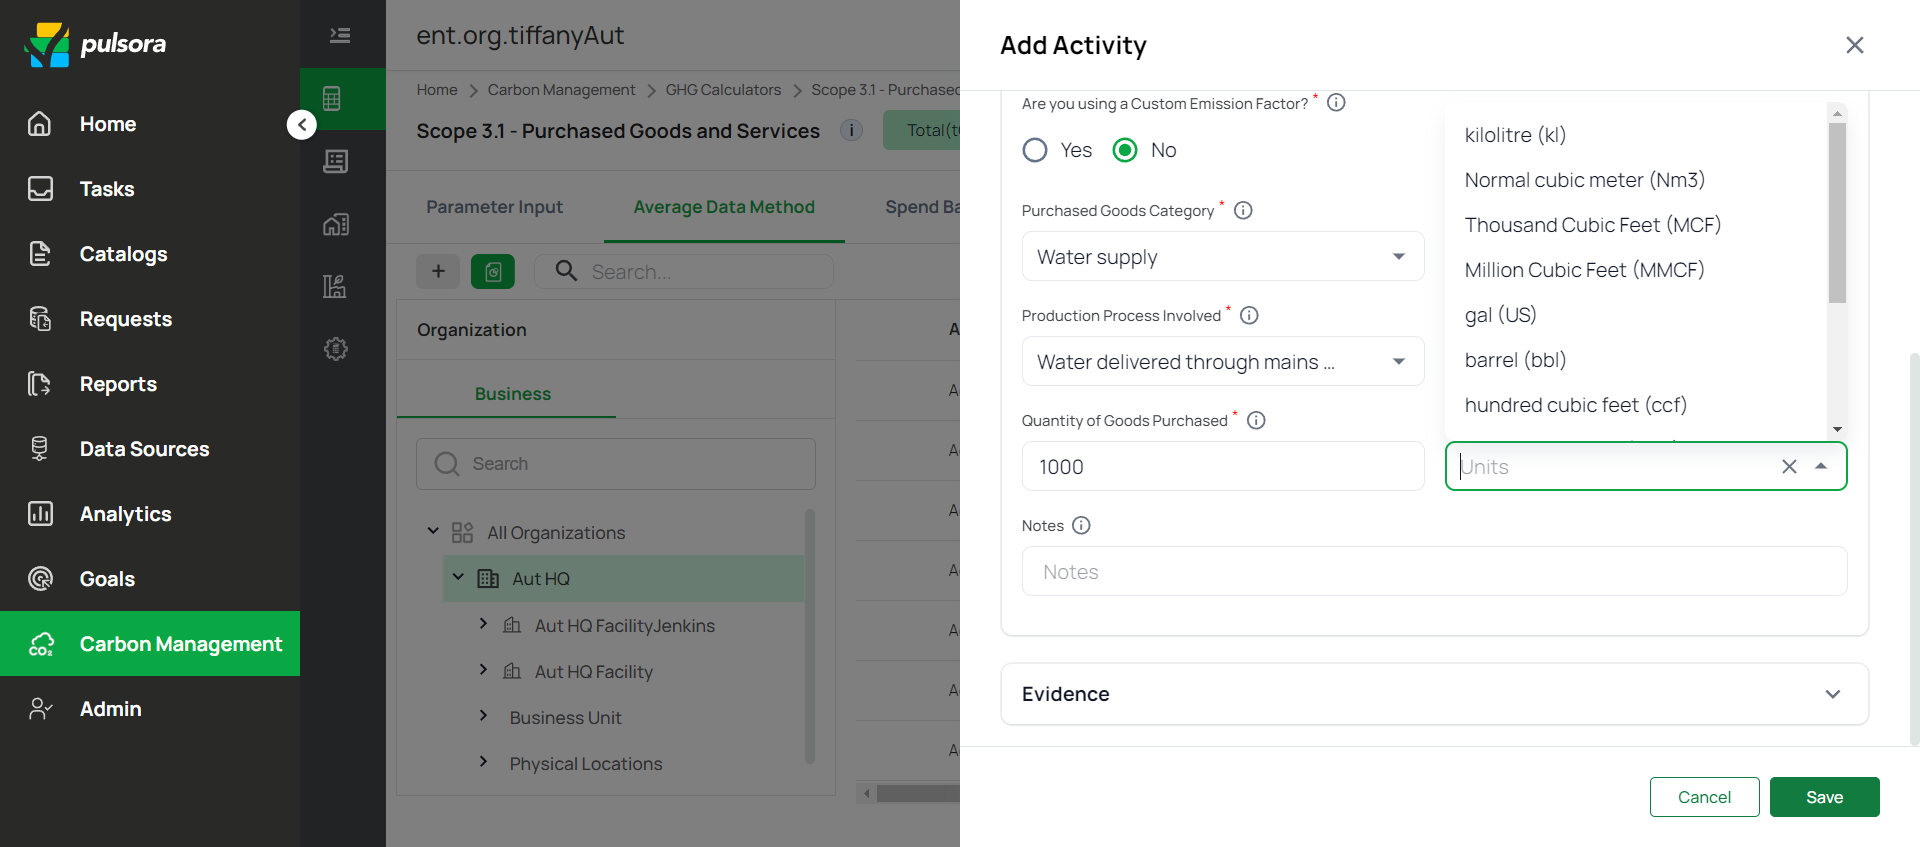 pulsora
Home
Tasks
Catalogs
Requests
Reports
Data Sources
Analytics
Goals
Carbon Management
Admin
ent.org.tiffanyAut
Home
Carbon Management
GHG Calculators
Scope 3.1 - Purchased
Scope 3.1 - Purchased Goods and Services
Total(t
Parameter Input
Average Data Method
Spend Ba
Search...
Organization
Business
Search
All Organizations
Aut HQ
Aut HQ FacilityJenkins
Aut HQ Facility
Business Unit
Physical Locations
Add Activity
Are you using a Custom Emission Factor? *
Yes
No
Purchased Goods Category *
Water supply
Production Process Involved *
Water delivered through mains ...
Quantity of Goods Purchased *
1000
kilolitre (kl)
Normal cubic meter (Nm3)
Thousand Cubic Feet (MCF)
Million Cubic Feet (MMCF)
gal (US)
barrel (bbl)
hundred cubic feet (ccf)
Units
Notes
Notes
Evidence
Cancel
Save